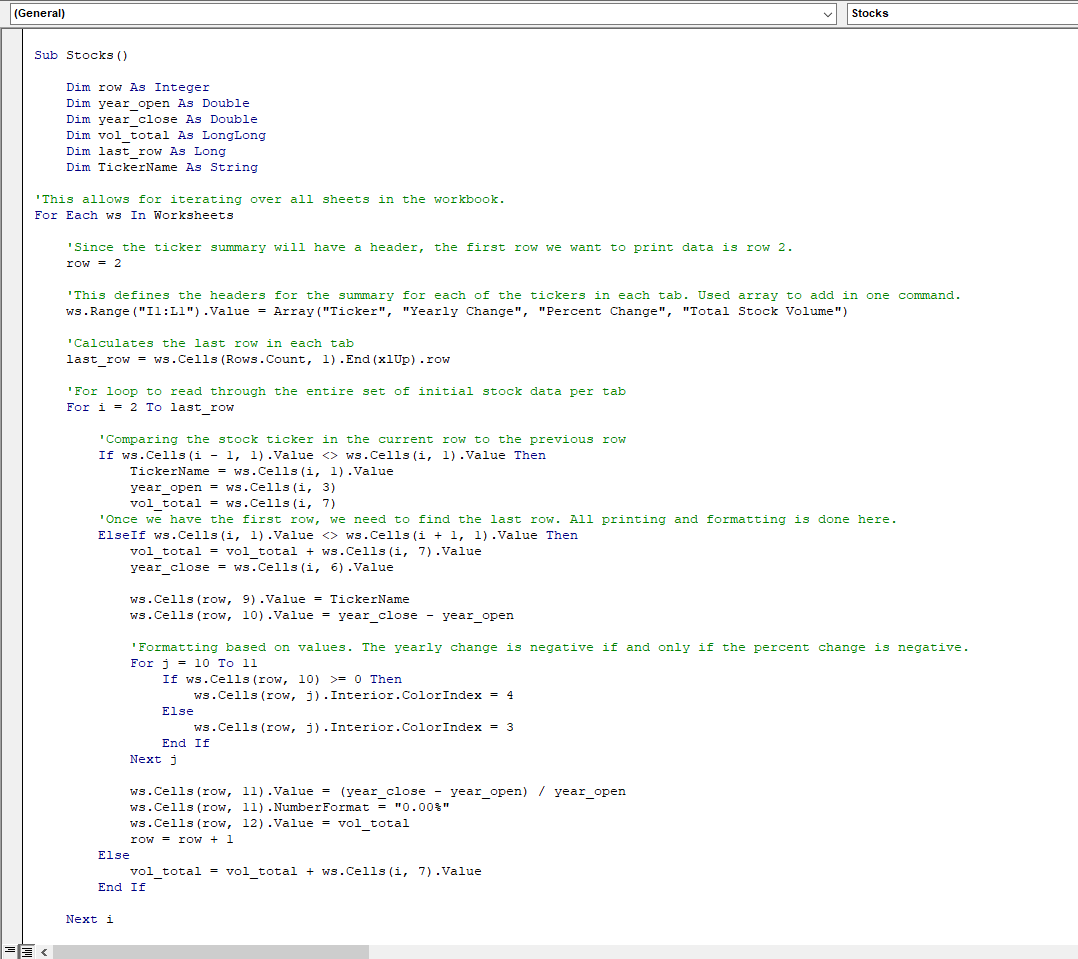 (General)
Stocks
Sub Stocks()
Dim row As Integer
Dim year_open As Double
Dim year_close As Double
Dim vol_total As LongLong
Dim last_row As Long
Dim TickerName As String
'This allows for iterating over all sheets in the workbook.
For Each ws In Worksheets
'Since the ticker summary will have a header, the first row we want to print data is row 2.
row = 2
'This defines the headers for the summary for each of the tickers in each tab. Used array to add in one command.
ws.Range("I1:L1").Value = Array("Ticker", "Yearly Change", "Percent Change", "Total Stock Volume")
'Calculates the last row in each tab
last_row = ws.Cells(Rows.Count, 1).End(xlUp).row
'For loop to read through the entire set of initial stock data per tab
For i = 2 To last_row
'Comparing the stock ticker in the current row to the previous row
If ws.Cells(i - 1, 1).Value <> ws.Cells(i, 1).Value Then
TickerName = ws.Cells(i, 1).Value
year_open = ws.Cells(i, 3)
vol_total = ws.Cells(i, 7)
'Once we have the first row, we need to find the last row. All printing and formatting is done here.
ElseIf ws.Cells(i, 1).Value <> ws.Cells(i + 1, 1).Value Then
vol_total = vol_total + ws.Cells(i, 7).Value
year_close = ws.Cells(i, 6).Value
ws.Cells(row, 9).Value = TickerName
ws.Cells(row, 10).Value = year_close - year_open
'Formatting based on values. The yearly change is negative if and only if the percent change is negative.
For j = 10 To 11
If ws.Cells(row, 10) >= 0 Then
ws.Cells(row, j).Interior.ColorIndex = 4
Else
ws.Cells(row, j).Interior.ColorIndex = 3
End If
Next j
ws.Cells(row, 11).Value = (year_close - year_open) / year_open
ws.Cells(row, 11).NumberFormat = "0.00%"
ws.Cells(row, 12).Value = vol_total
row = row + 1
Else
vol_total = vol_total + ws.Cells(i, 7).Value
End If
Next i